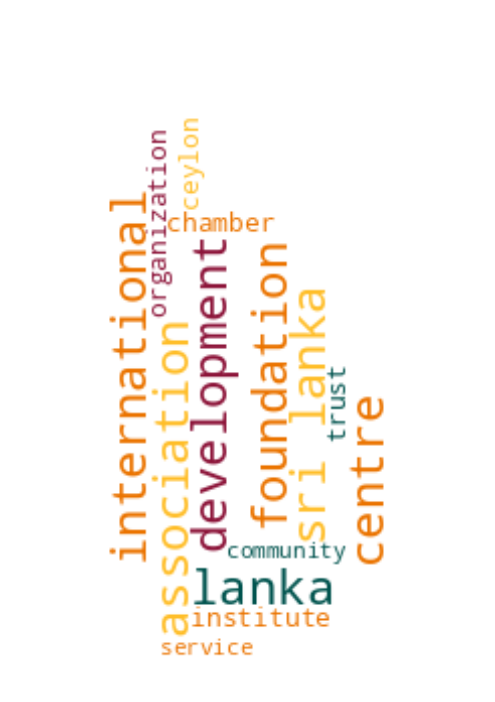 ceylon
organization
international
chamber
development
foundation
sri lanka
association
trust
centre
community
lanka
institute
service